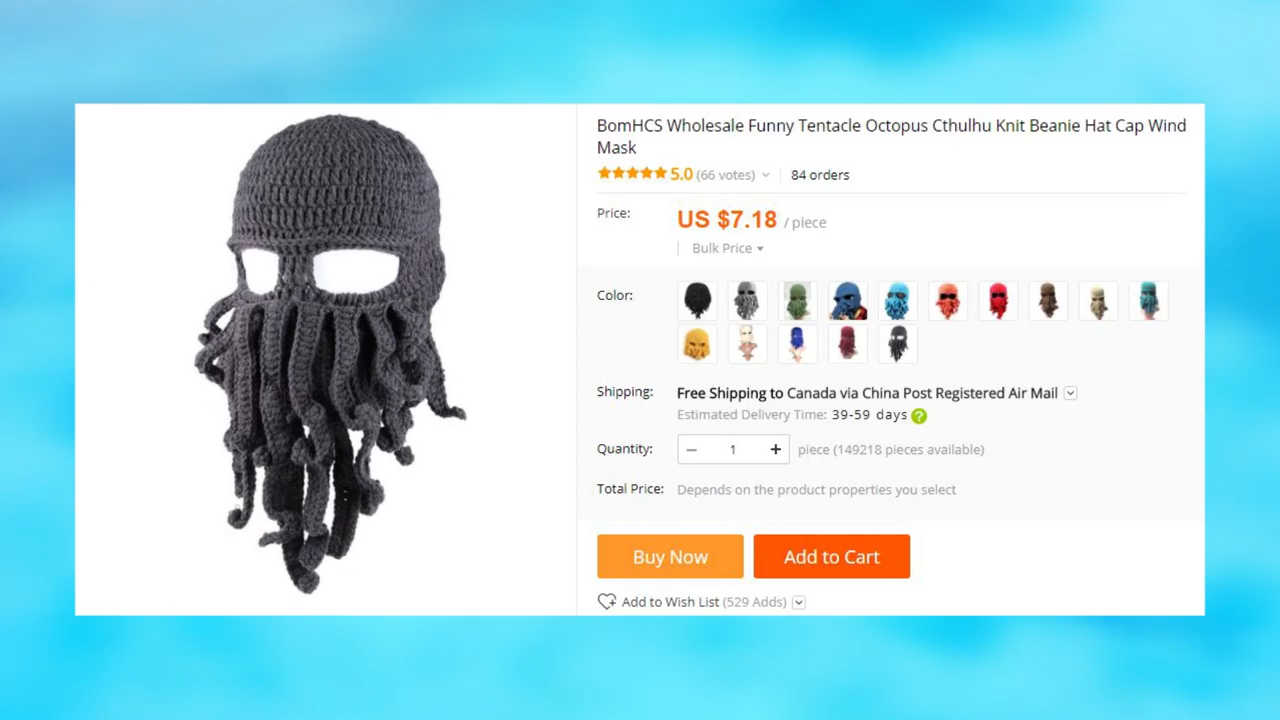 BomHCS Wholesale Funny Tentacle Octopus Cthulhu Knit Beanie Hat Cap Wind
Mask
5.0 (66 votes) 84 orders
Price: US $7.18 / piece
Bulk Price
Color:
Shipping: Free Shipping to Canada via China Post Registered Air Mail
Estimated Delivery Time: 39-59 days ?
Quantity: − 1 + piece (149218 pieces available)
Total Price: Depends on the product properties you select
Buy Now Add to Cart
Add to Wish List (529 Adds)